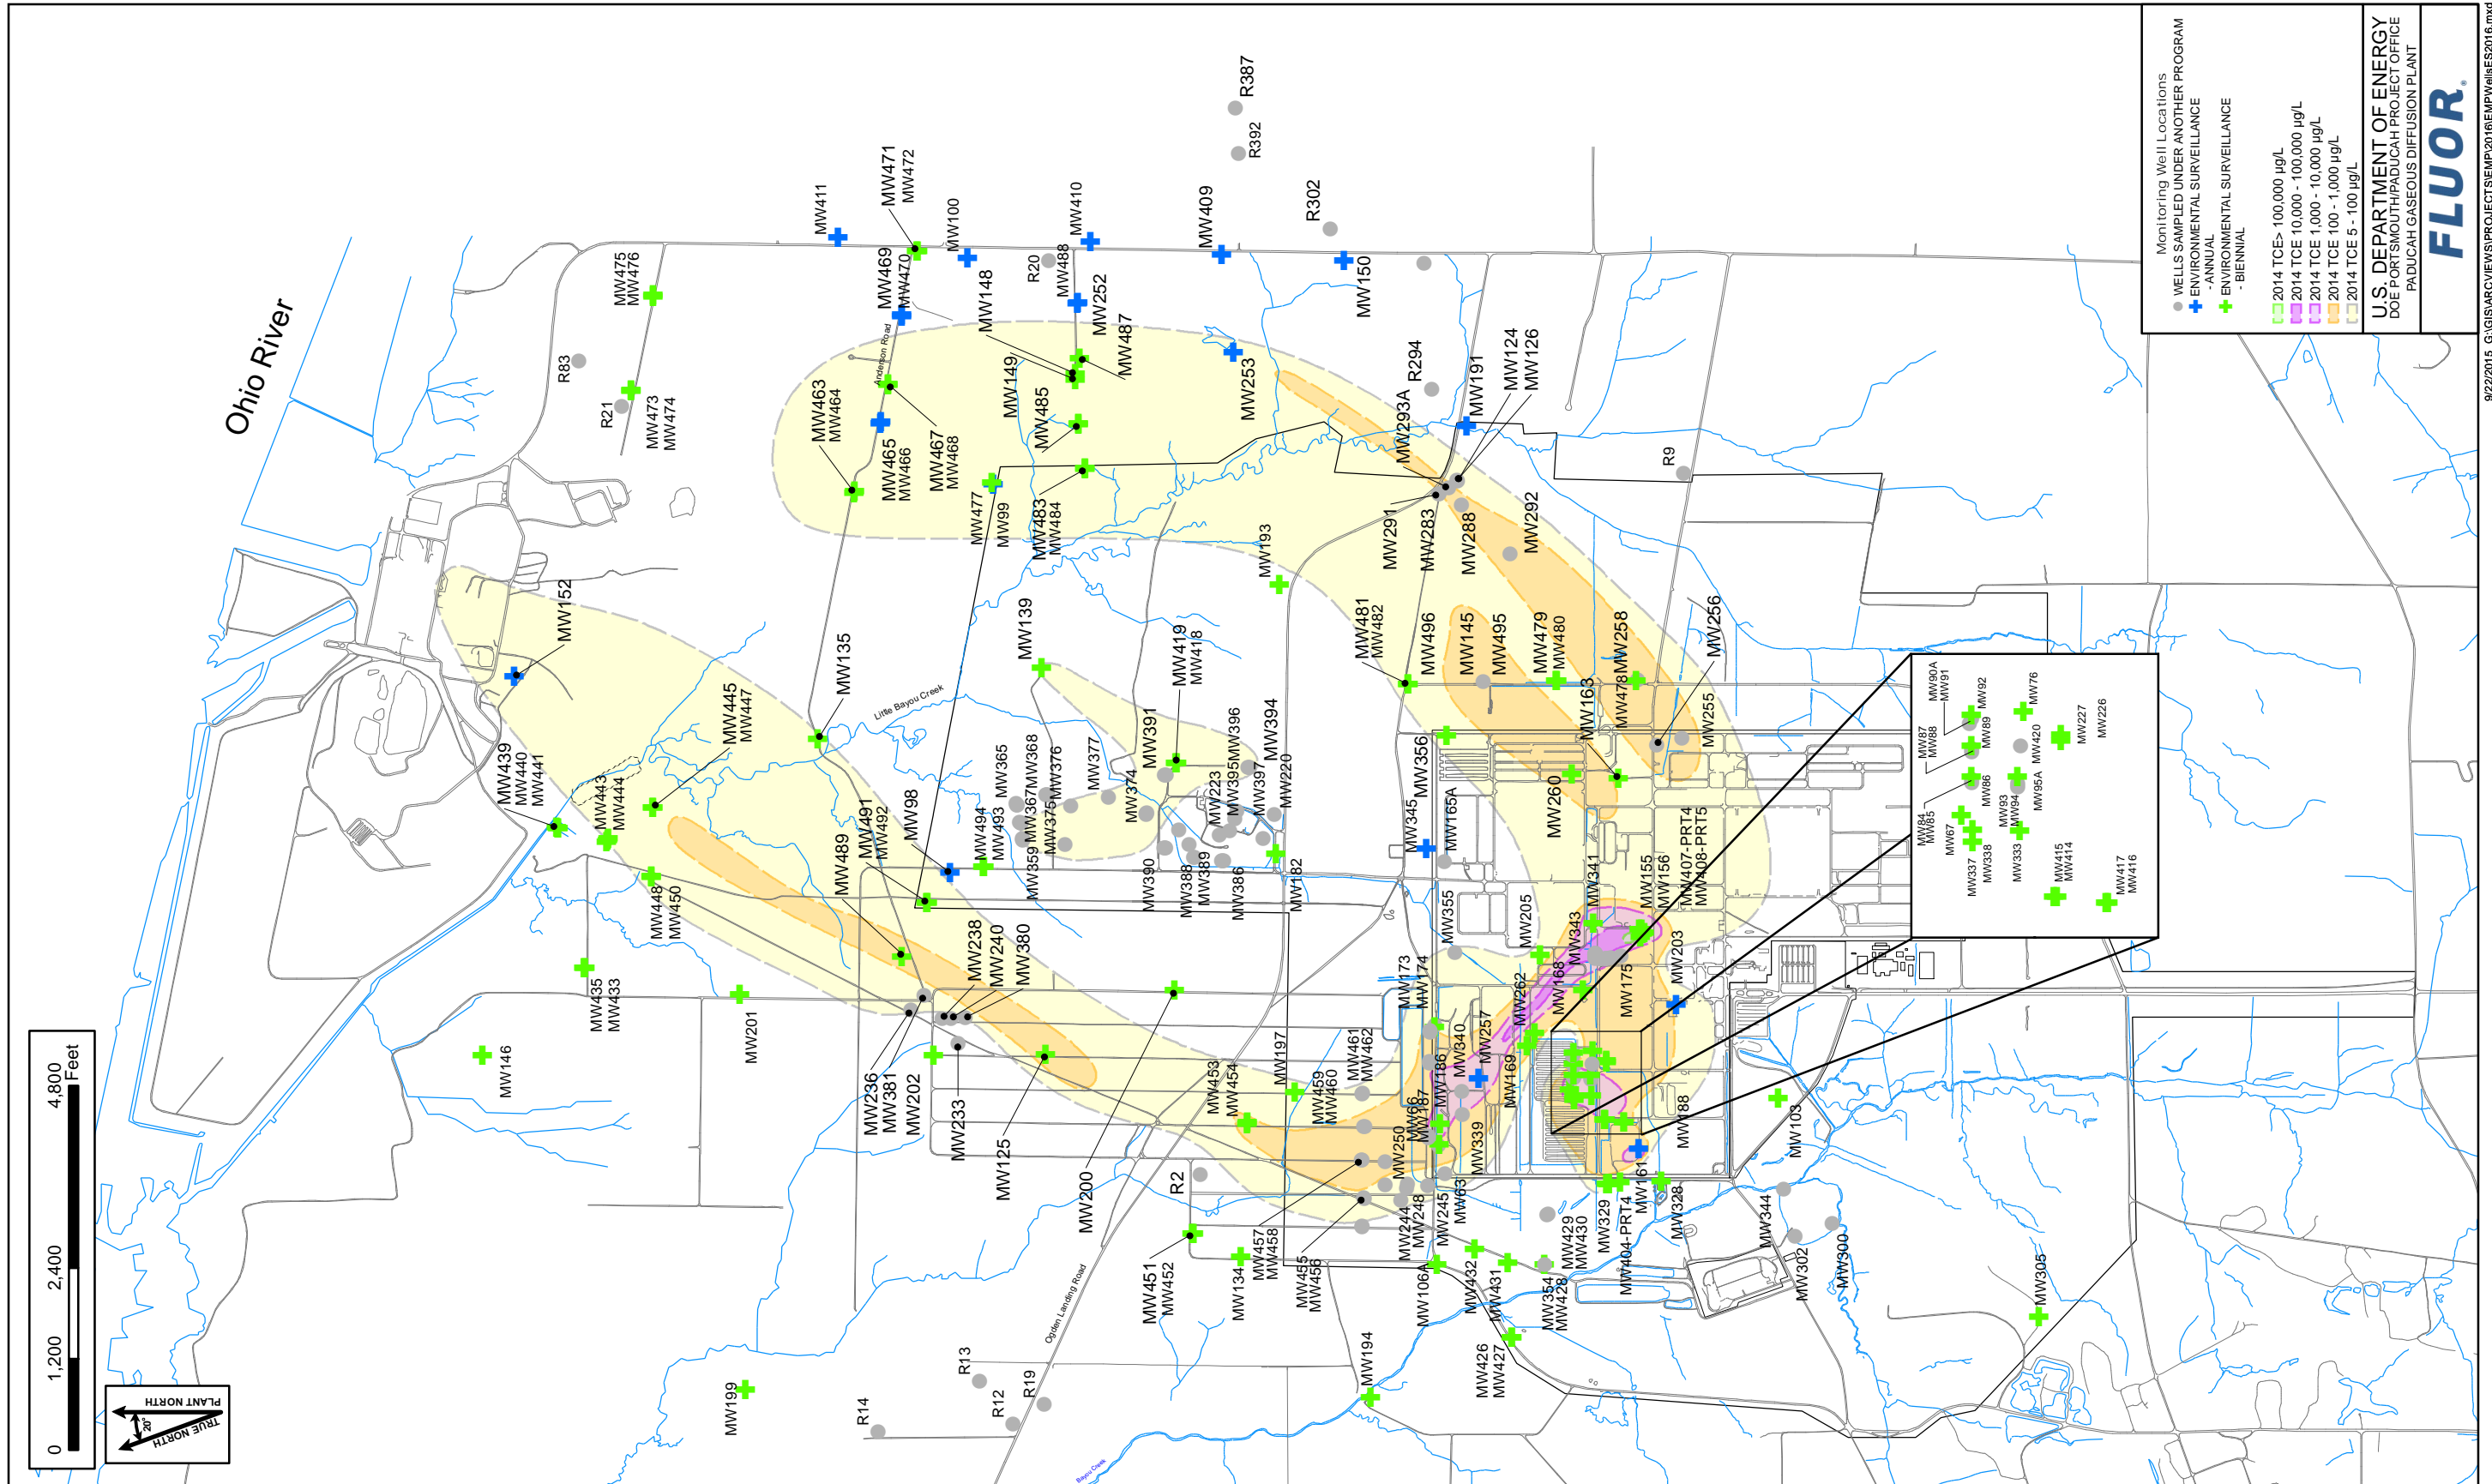 Ohio River
R387
R392
MW471
MW472
MW411
MW100
MW410
MW409
R302
MW469
MW470
R20
MW488
MW475
MW476
MW148
MW252
MW150
R83
Anderson Road
MW149
MW487
MW253
R294
MW124
MW126
R21
MW473
MW474
MW463
MW464
MW485
MW293A
MW191
MW465
MW466
MW467
MW468
R9
MW477
MW99
MW483
MW484
MW193
MW291
MW283
MW288
MW292
MW152
MW139
MW481
MW482
MW496
MW145
MW495
MW479
MW480
MW258
MW256
MW135
Little Bayou Creek
MW419
MW418
MW163
MW478
MW255
MW445
MW447
MW391
MW396
MW394
MW356
MW439
MW440
MW441
MW443
MW444
MW365
MW368
MW376
MW377
MW374
MW223
MW395
MW397
MW220
MW260
MW367
MW375
MW345
MW165A
MW489
MW491
MW492
MW98
MW494
MW493
MW359
MW390
MW388
MW389
MW386
MW182
MW341
MW155
MW156
MW407-PRT4
MW408-PRT5
MW448
MW450
MW355
MW205
MW343
MW238
MW240
MW380
MW173
MW174
MW262
MW168
MW175
MW203
MW435
MW433
MW201
MW146
MW236
MW381
MW202
MW233
MW125
MW200
MW453
MW454
MW197
MW459
MW460
MW461
MW462
MW186
MW340
MW257
MW169
MW66
MW187
MW250
MW339
MW188
MW103
R2
MW161
MW244
MW248
MW245
MW63
MW429
MW430
MW329
MW404-PRT4
MW328
MW344
MW302
MW300
MW451
MW452
MW134
MW457
MW458
MW455
MW456
MW106A
MW432
MW431
MW354
MW428
MW305
Ogden Landing Road
MW194
MW426
MW427
MW199
R13
R14
R12
R19
Bayou Creek
MW90A
MW91
MW92
MW76
MW87
MW88
MW89
MW420
MW227
MW226
MW84
MW85
MW86
MW93
MW94
MW95A
MW67
MW337
MW338
MW333
MW415
MW414
MW417
MW416
0 1,200 2,400 4,800
Feet
PLANT NORTH
TRUE NORTH
20°
Monitoring Well Locations
WELLS SAMPLED UNDER ANOTHER PROGRAM
ENVIRONMENTAL SURVEILLANCE
- ANNUAL
ENVIRONMENTAL SURVEILLANCE
- BIENNIAL
2014 TCE> 100,000 µg/L
2014 TCE 10,000 - 100,000 µg/L
2014 TCE 1,000 - 10,000 µg/L
2014 TCE 100 - 1,000 µg/L
2014 TCE 5 - 100 µg/L
U.S. DEPARTMENT OF ENERGY
DOE PORTSMOUTH/PADUCAH PROJECT OFFICE
PADUCAH GASEOUS DIFFUSION PLANT
FLUOR®
9/22/2015 G:\GIS\ARCVIEWS\PROJECTS\EMP\2016\EMPWellsES2016.mxd